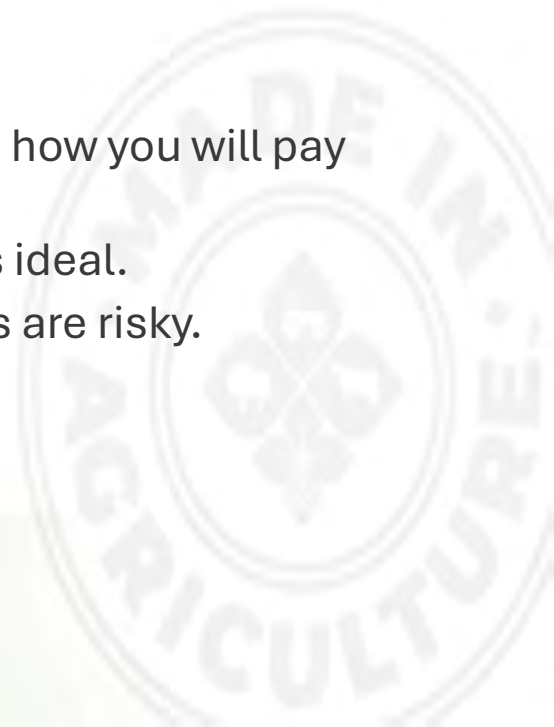 MADE IN
how you will pay
s ideal.
s are risky.
AGRICULTURE